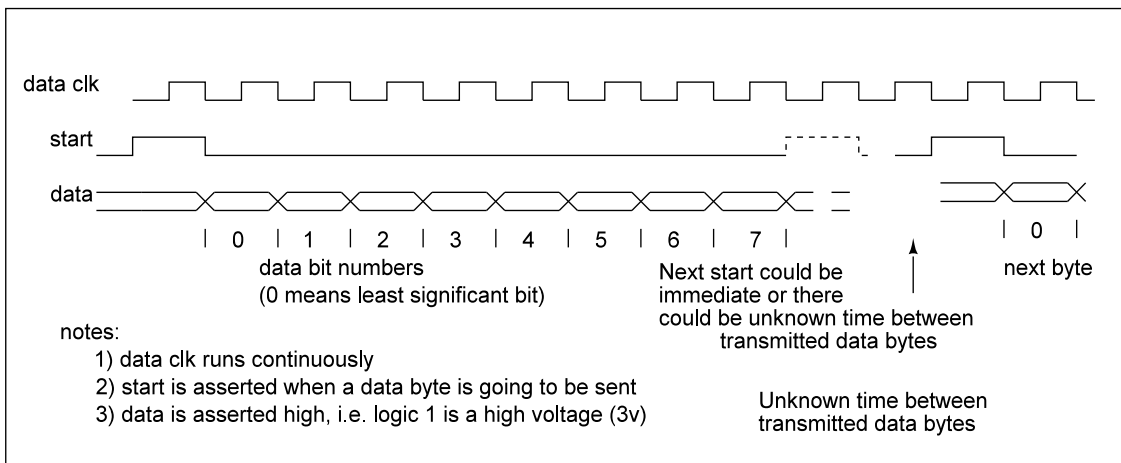 data clk
start
data
0 1 2 3 4 5 6 7
0
data bit numbers
(0 means least significant bit)
Next start could be
immediate or there
could be unknown time between
transmitted data bytes
next byte
notes:
1) data clk runs continuously
2) start is asserted when a data byte is going to be sent
3) data is asserted high, i.e. logic 1 is a high voltage (3v)
Unknown time between
transmitted data bytes